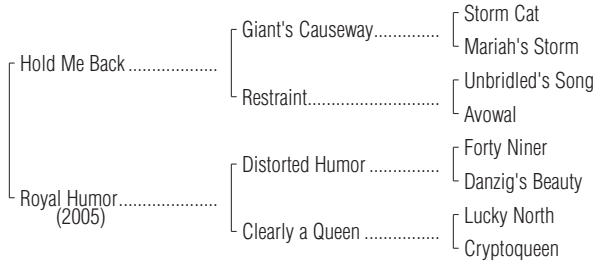 Storm Cat
Giant's Causeway..............
Mariah's Storm
Hold Me Back ...................
Unbridled's Song
Restraint............................
Avowal
Forty Niner
Distorted Humor ...............
Danzig's Beauty
Royal Humor.....................
(2005)
Lucky North
Clearly a Queen ................
Cryptoqueen